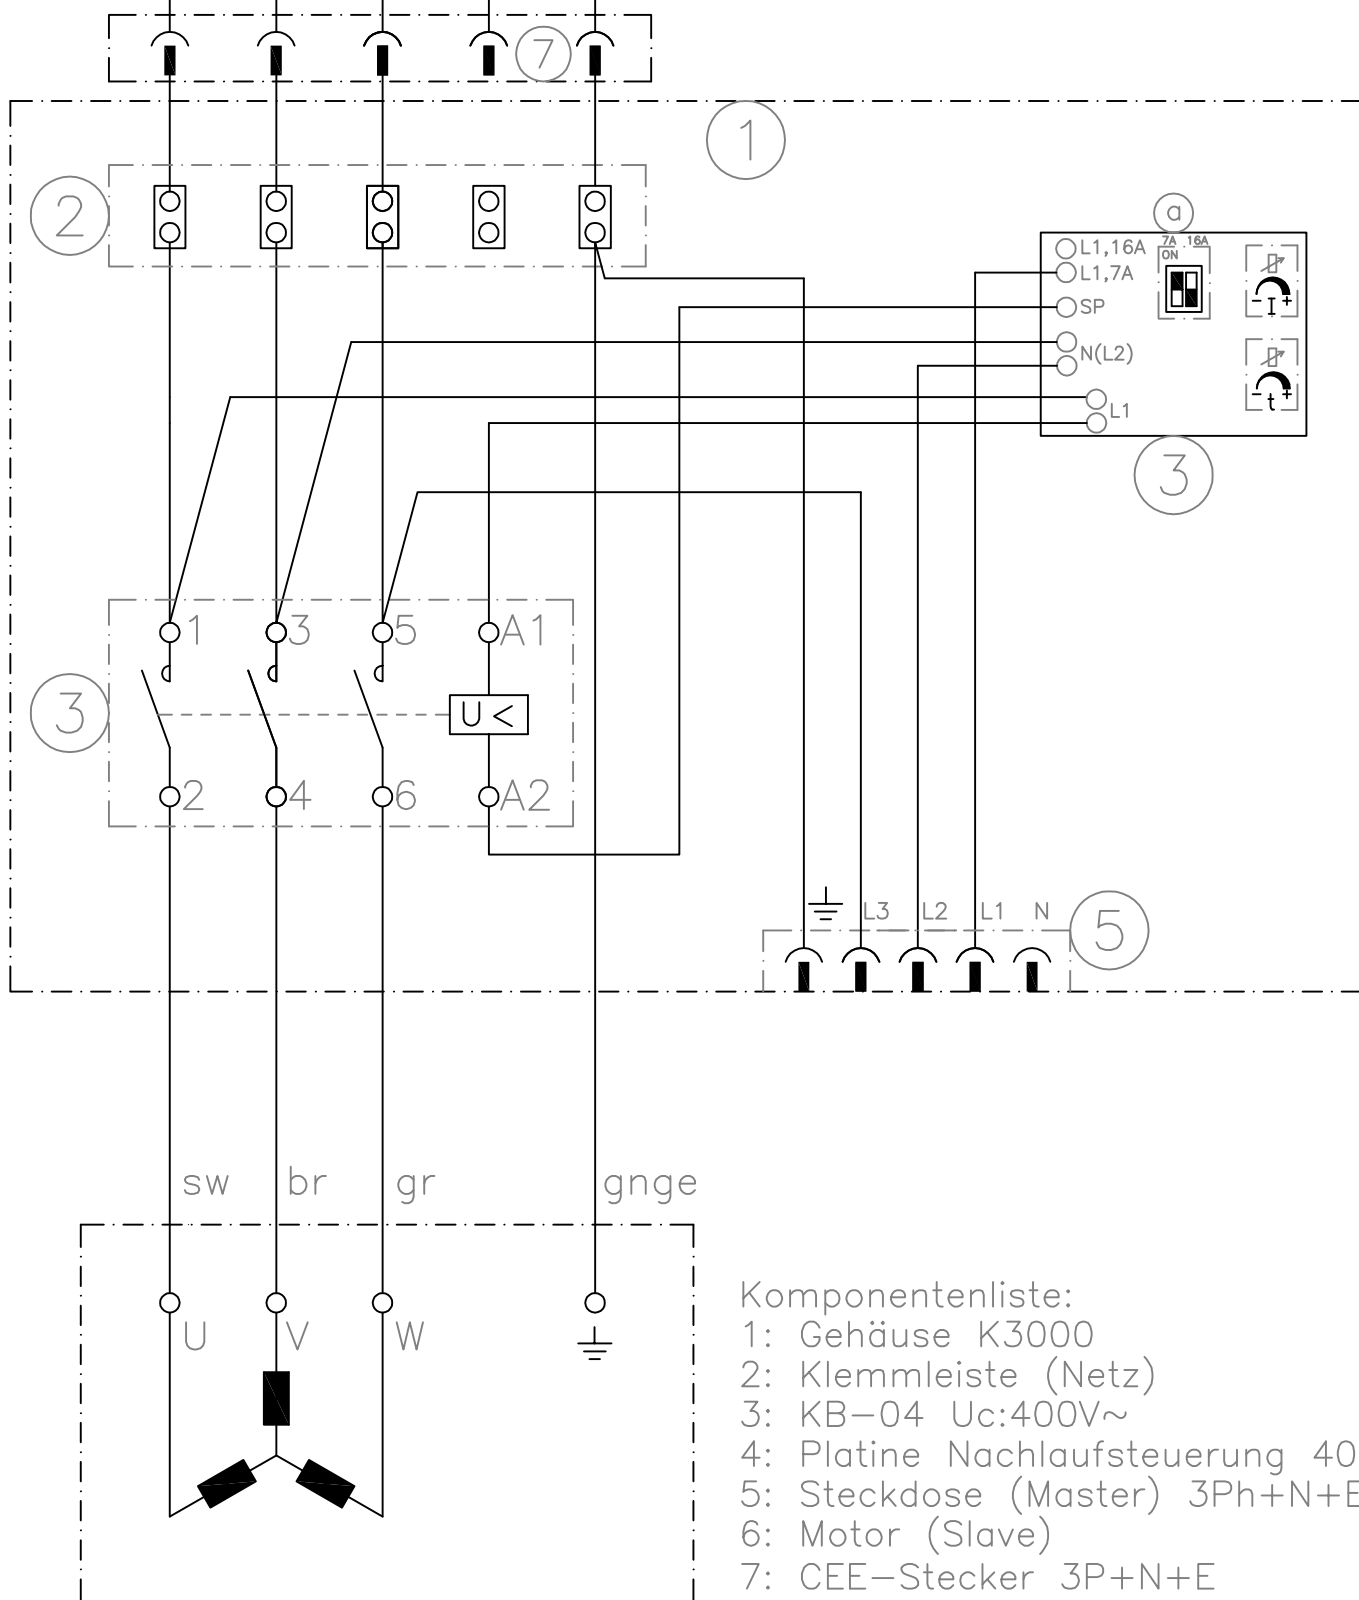 7
1
2
a
7A 16A
ON
L1,16A
L1,7A
SP
- I +
N(L2)
- t +
L1
3
1
3
5
A1
3
U<
2
4
6
A2
L3
L2
L1
N
5
sw
br
gr
gnge
U
V
W
Komponentenliste:
1: Gehäuse K3000
2: Klemmleiste (Netz)
3: KB-04 Uc:400V~
4: Platine Nachlaufsteuerung 40
5: Steckdose (Master) 3Ph+N+E
6: Motor (Slave)
7: CEE-Stecker 3P+N+E